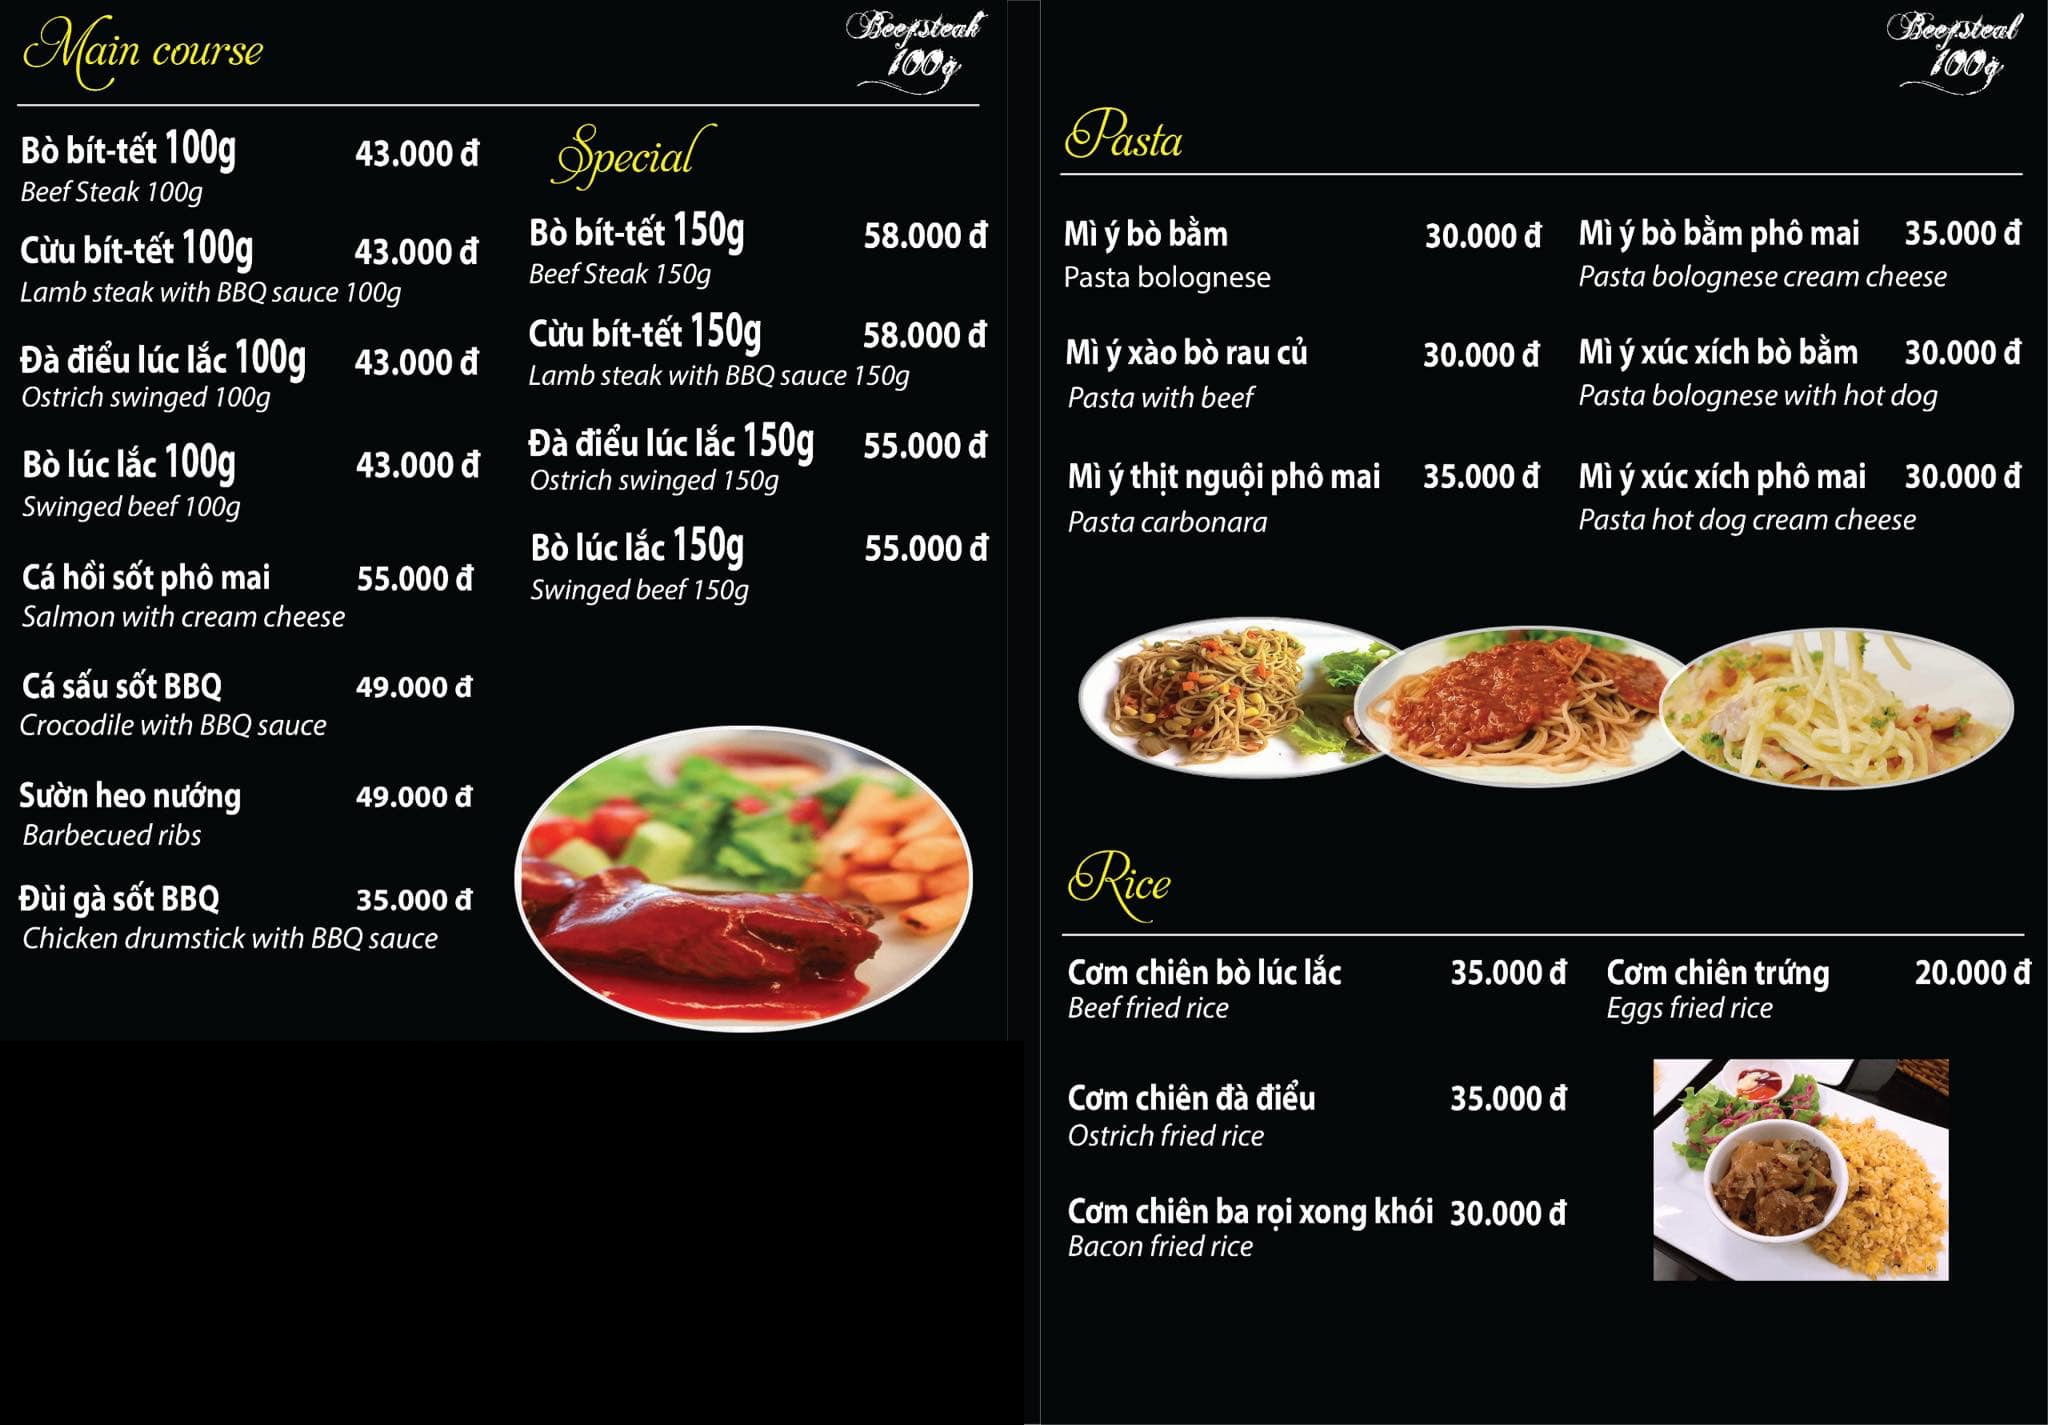 Main course
Beefsteak
100g
Bò bít-tết 100g 43.000 đ
Beef Steak 100g
Cừu bít-tết 100g 43.000 đ
Lamb steak with BBQ sauce 100g
Đà điểu lúc lắc 100g 43.000 đ
Ostrich swinged 100g
Bò lúc lắc 100g 43.000 đ
Swinged beef 100g
Cá hồi sốt phô mai 55.000 đ
Salmon with cream cheese
Cá sấu sốt BBQ 49.000 đ
Crocodile with BBQ sauce
Sườn heo nướng 49.000 đ
Barbecued ribs
Đùi gà sốt BBQ 35.000 đ
Chicken drumstick with BBQ sauce
Special
Bò bít-tết 150g 58.000 đ
Beef Steak 150g
Cừu bít-tết 150g 58.000 đ
Lamb steak with BBQ sauce 150g
Đà điểu lúc lắc 150g 55.000 đ
Ostrich swinged 150g
Bò lúc lắc 150g 55.000 đ
Swinged beef 150g
Beefsteal
100g
Pasta
Mì ý bò bằm 30.000 đ
Pasta bolognese
Mì ý xào bò rau củ 30.000 đ
Pasta with beef
Mì ý thịt nguội phô mai 35.000 đ
Pasta carbonara
Mì ý bò bằm phô mai 35.000 đ
Pasta bolognese cream cheese
Mì ý xúc xích bò bằm 30.000 đ
Pasta bolognese with hot dog
Mì ý xúc xích phô mai 30.000 đ
Pasta hot dog cream cheese
Rice
Cơm chiên bò lúc lắc 35.000 đ
Beef fried rice
Cơm chiên đà điểu 35.000 đ
Ostrich fried rice
Cơm chiên ba rọi xong khói 30.000 đ
Bacon fried rice
Cơm chiên trứng 20.000 đ
Eggs fried rice